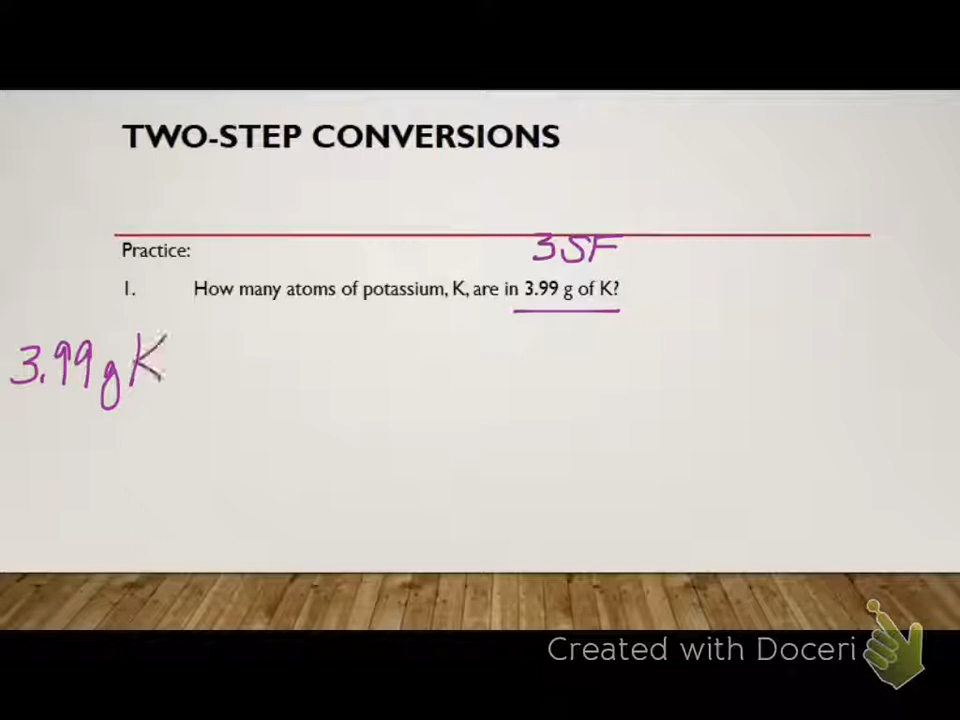 TWO-STEP CONVERSIONS
Practice:
3SF
1. How many atoms of potassium, K, are in 3.99 g of K?
3.99g K
Created with Doceri